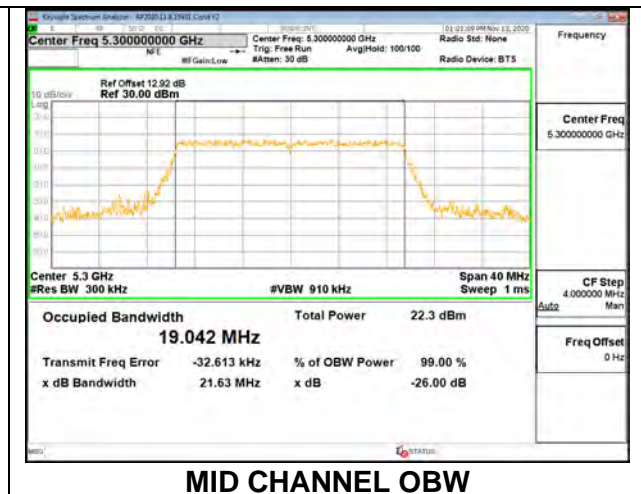 Keysight Spectrum Analyzer
Center Freq 5.300000000 GHz
NFE
#IFGain:Low
Center Freq: 5.300000000 GHz
Trig: Free Run
Avg|Hold: 100/100
#Atten: 30 dB
01:01:09 PM Nov 13, 2020
Radio Std: None
Radio Device: BTS
Frequency
Ref Offset 12.92 dB
10 dB/div
Ref 30.00 dBm
Log
Center Freq
5.300000000 GHz
Center 5.3 GHz
Span 40 MHz
#Res BW 300 kHz
#VBW 910 kHz
Sweep 1 ms
CF Step
4.000000 MHz
Auto Man
Occupied Bandwidth
Total Power 22.3 dBm
19.042 MHz
Freq Offset
0 Hz
Transmit Freq Error -32.613 kHz
% of OBW Power 99.00 %
x dB Bandwidth 21.63 MHz
x dB -26.00 dB
MSG
STATUS
MID CHANNEL OBW